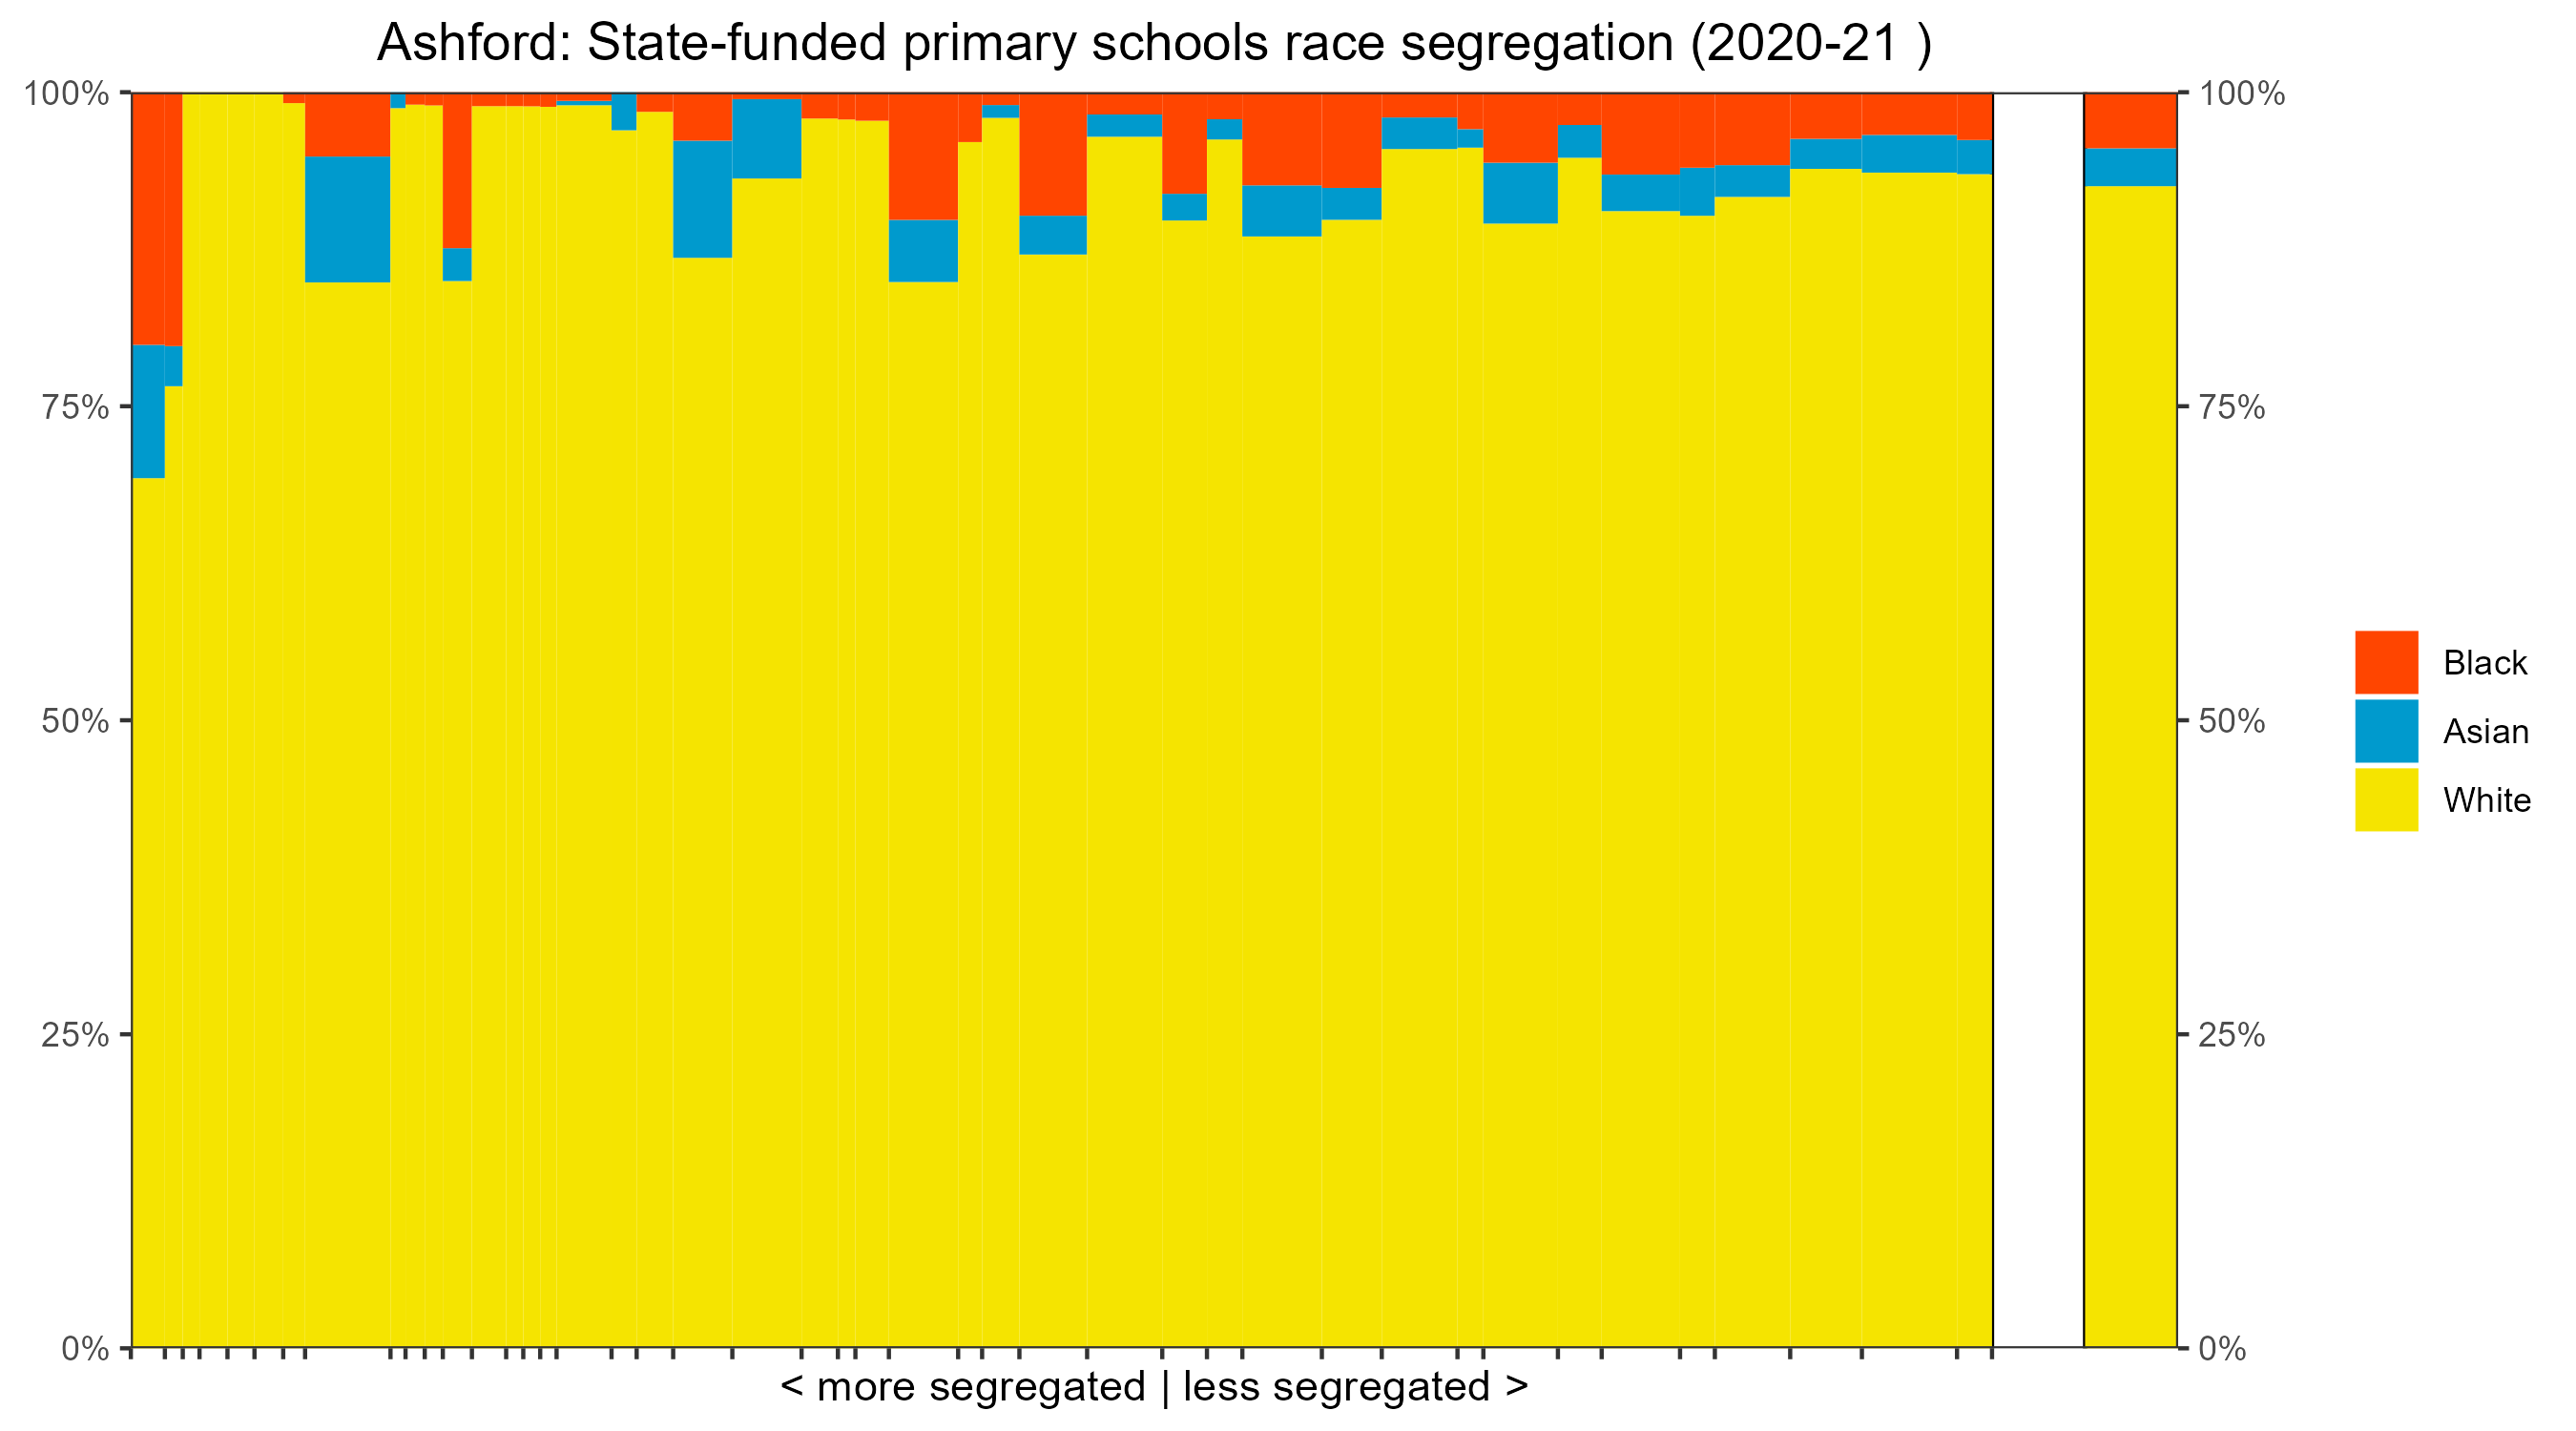 Ashford: State-funded primary schools race segregation (2020-21 )
100%
75%
50%
25%
0%
100%
75%
50%
25%
0%
Black
Asian
White
< more segregated | less segregated >